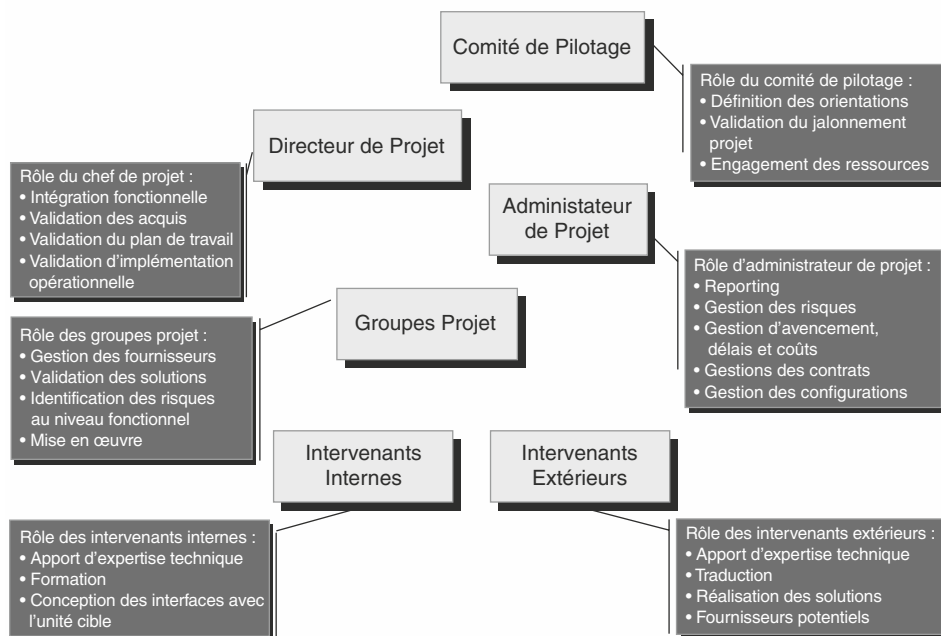 Comité de Pilotage
Rôle du comité de pilotage :
• Définition des orientations
• Validation du jalonnement
projet
• Engagement des ressources
Directeur de Projet
Rôle du chef de projet :
• Intégration fonctionnelle
• Validation des acquis
• Validation du plan de travail
• Validation d’implémentation
opérationnelle
Administateur
de Projet
Rôle d’administrateur de projet :
• Reporting
• Gestion des risques
• Gestion d’avencement,
délais et coûts
• Gestions des contrats
• Gestion des configurations
Groupes Projet
Rôle des groupes projet :
• Gestion des fournisseurs
• Validation des solutions
• Identification des risques
au niveau fonctionnel
• Mise en œuvre
Intervenants
Internes
Rôle des intervenants internes :
• Apport d’expertise technique
• Formation
• Conception des interfaces avec
l’unité cible
Intervenants
Extérieurs
Rôle des intervenants extérieurs :
• Apport d’expertise technique
• Traduction
• Réalisation des solutions
• Fournisseurs potentiels